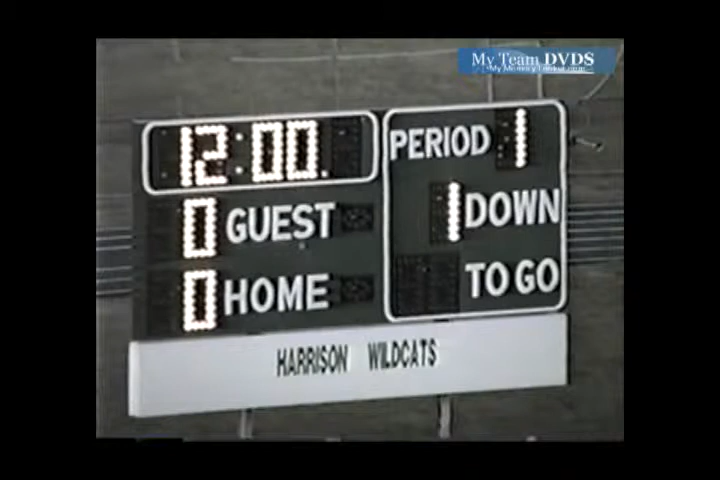 My Team DVDS
12:00.
PERIOD 1
0 GUEST
1 DOWN
0 HOME
TO GO
HARRISON WILDCATS